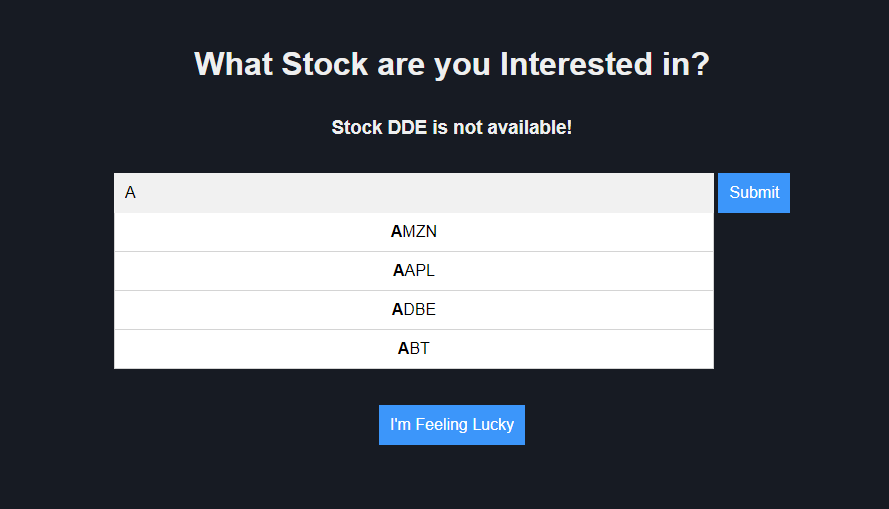 What Stock are you Interested in?
Stock DDE is not available!
A
Submit
AMZN
AAPL
ADBE
ABT
I'm Feeling Lucky